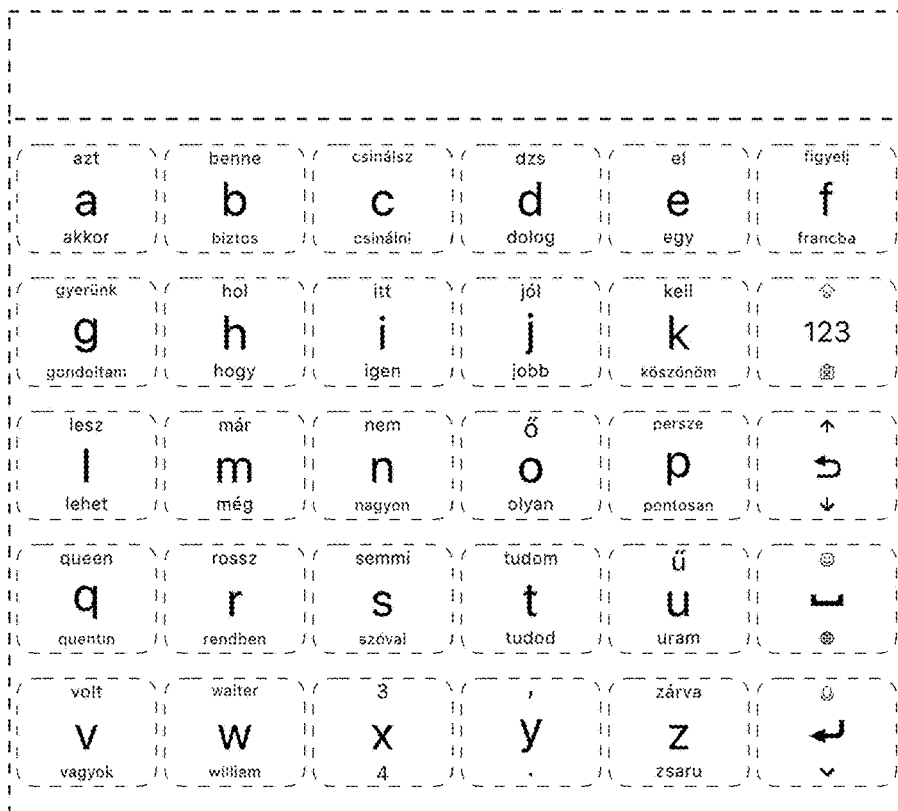 azt benne csinálsz dzs el figyelj
a b c d e f
akkor biztos csinálni dolog egy francba
gyerünk hol itt jól kell
g h i j k 123
gondoltam hogy igen jobb köszönöm
lesz már nem ő persze
l m n o p
lehet még nagyon olyan pontosan
queen rossz semmi tudom ű
q r s t u
quentin rendben szóval tudod uram
volt walter 3 , zárva
v w x y z
vagyok william 4 . zsaru